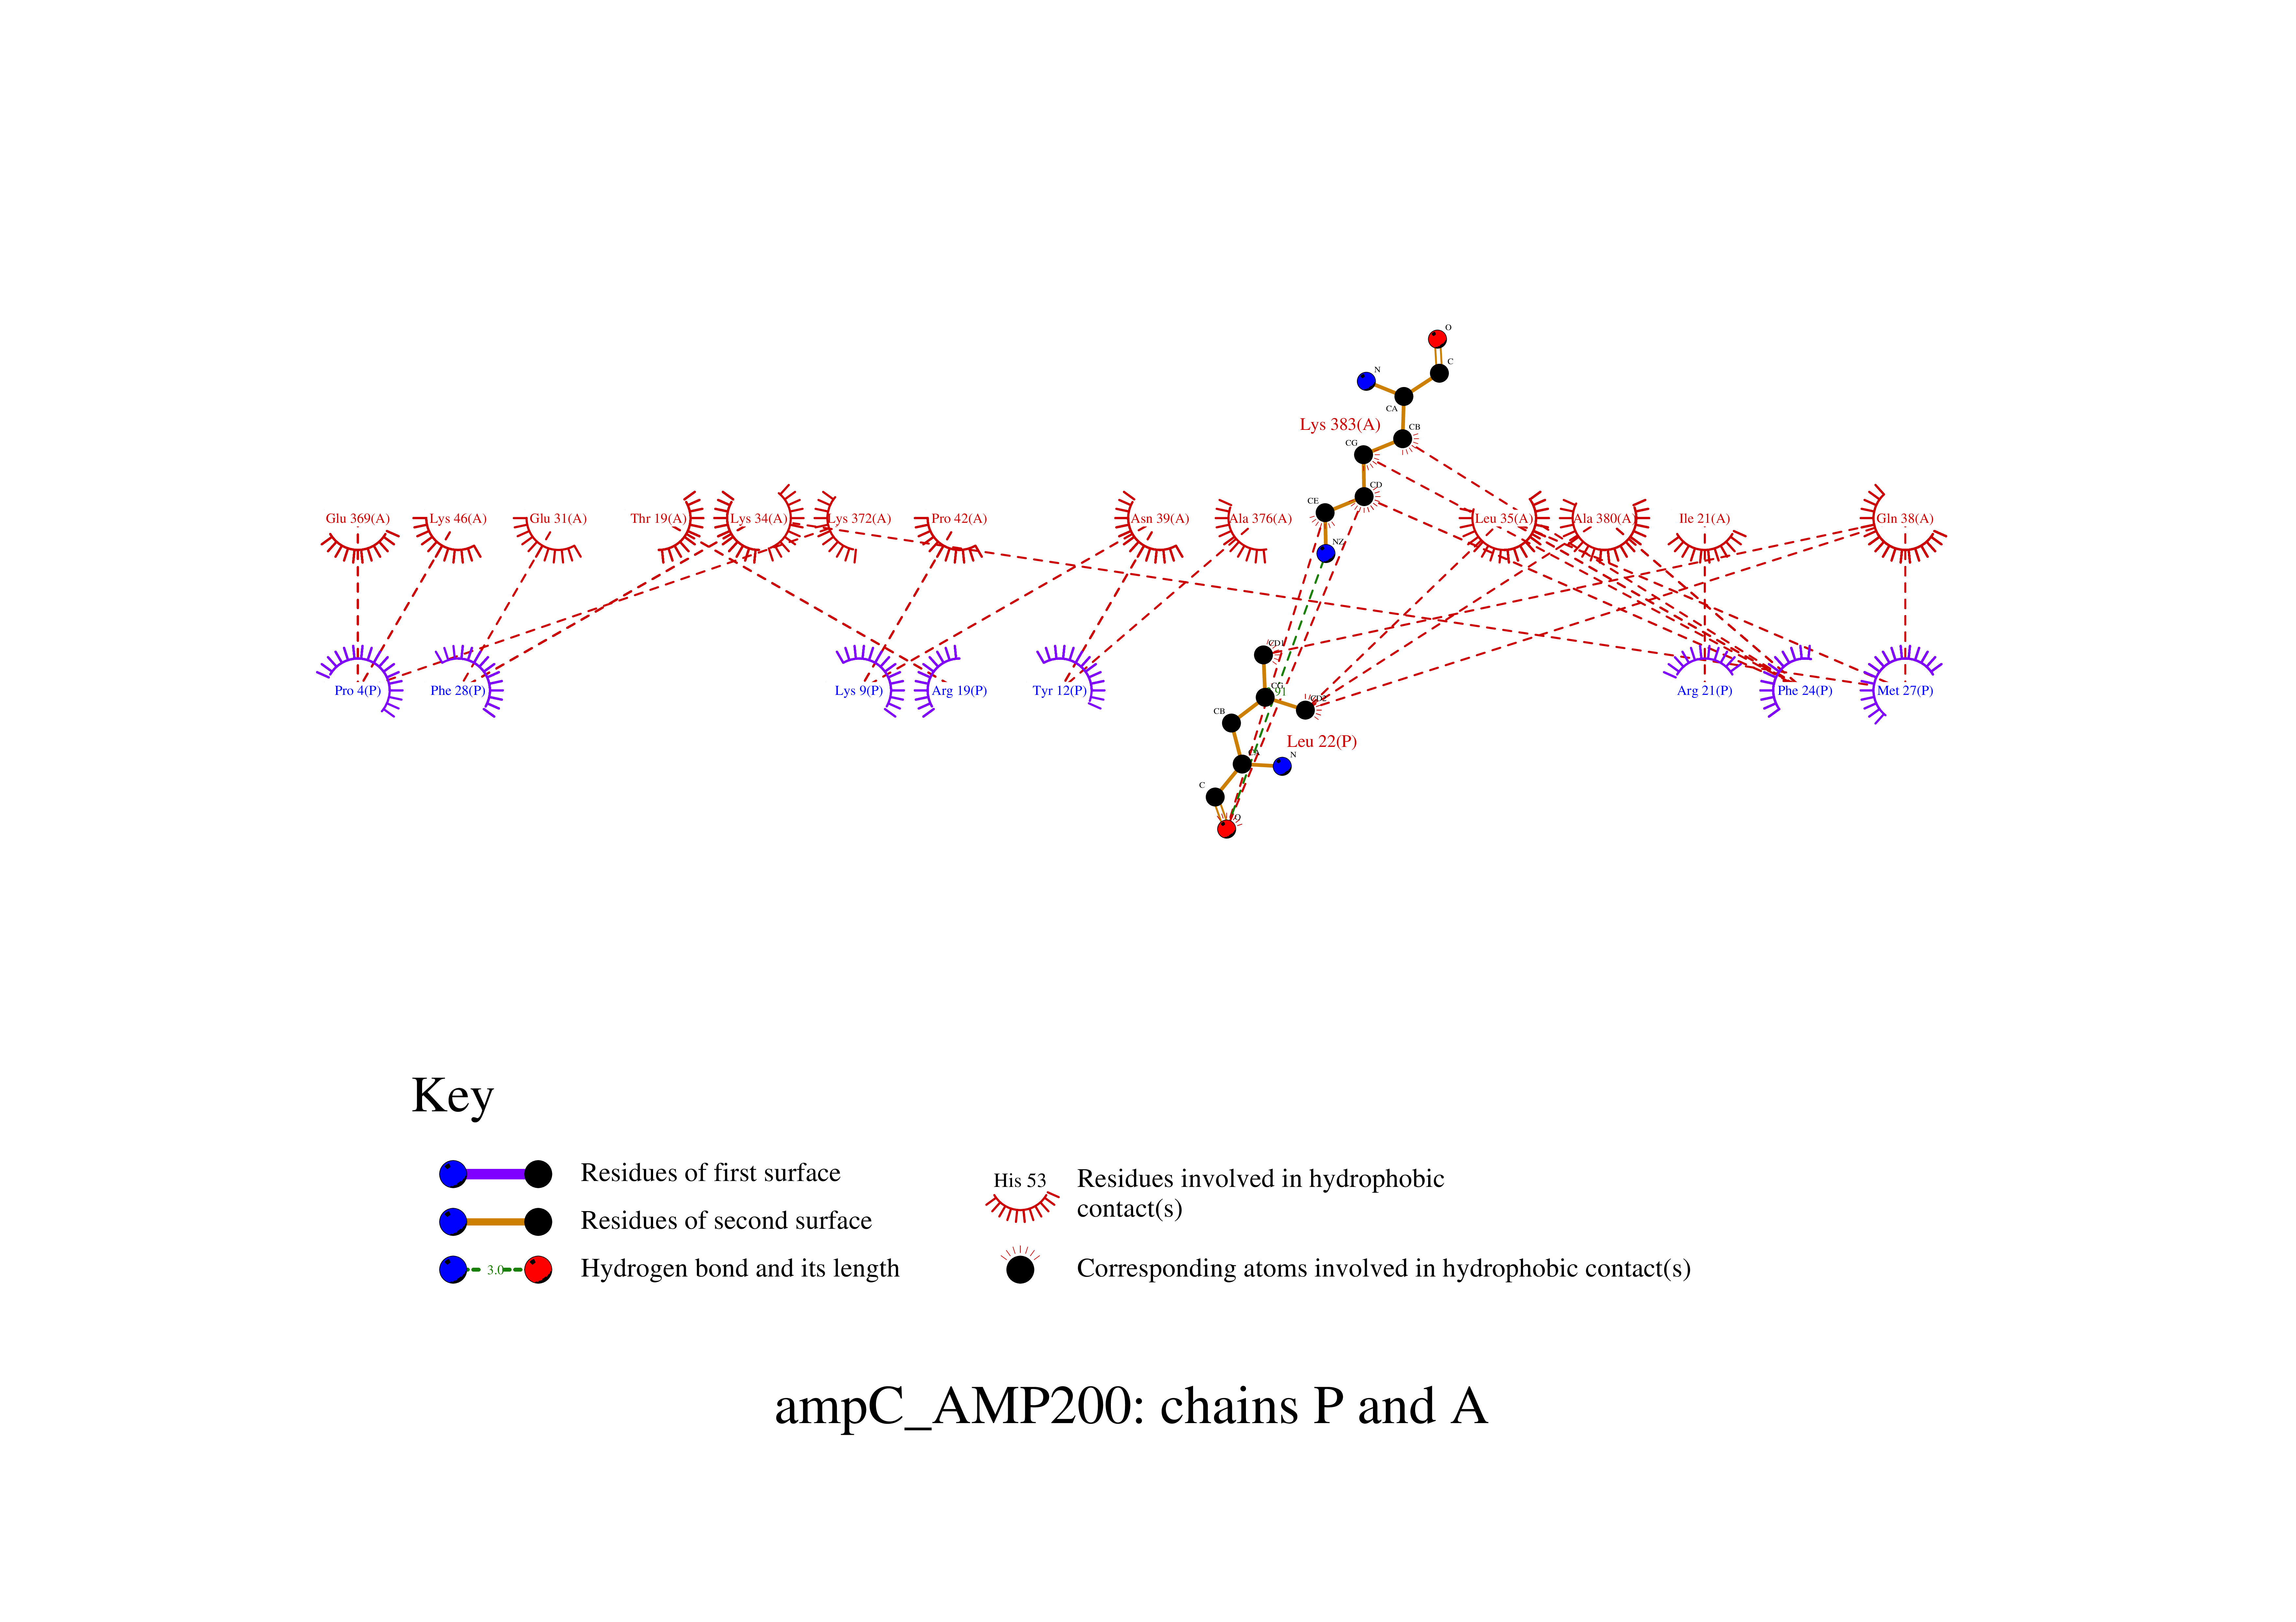 O
N
C
CA
Lys 383(A)
CB
CG
CD
CE
Glu 369(A) Lys 46(A) Glu 31(A) Thr 19(A) Lys 34(A) Lys 372(A) Pro 42(A) Asn 39(A) Ala 376(A) Leu 35(A) Ala 380(A) Ile 21(A) Gln 38(A)
NZ
CD1
Pro 4(P) Phe 28(P) Lys 9(P) Arg 19(P) Tyr 12(P) CG Arg 21(P) Phe 24(P) Met 27(P)
CB
Leu 22(P)
N
C
O
Key
Residues of first surface
Residues of second surface
3.0 Hydrogen bond and its length
His 53 Residues involved in hydrophobic
contact(s)
Corresponding atoms involved in hydrophobic contact(s)
ampC_AMP200: chains P and A